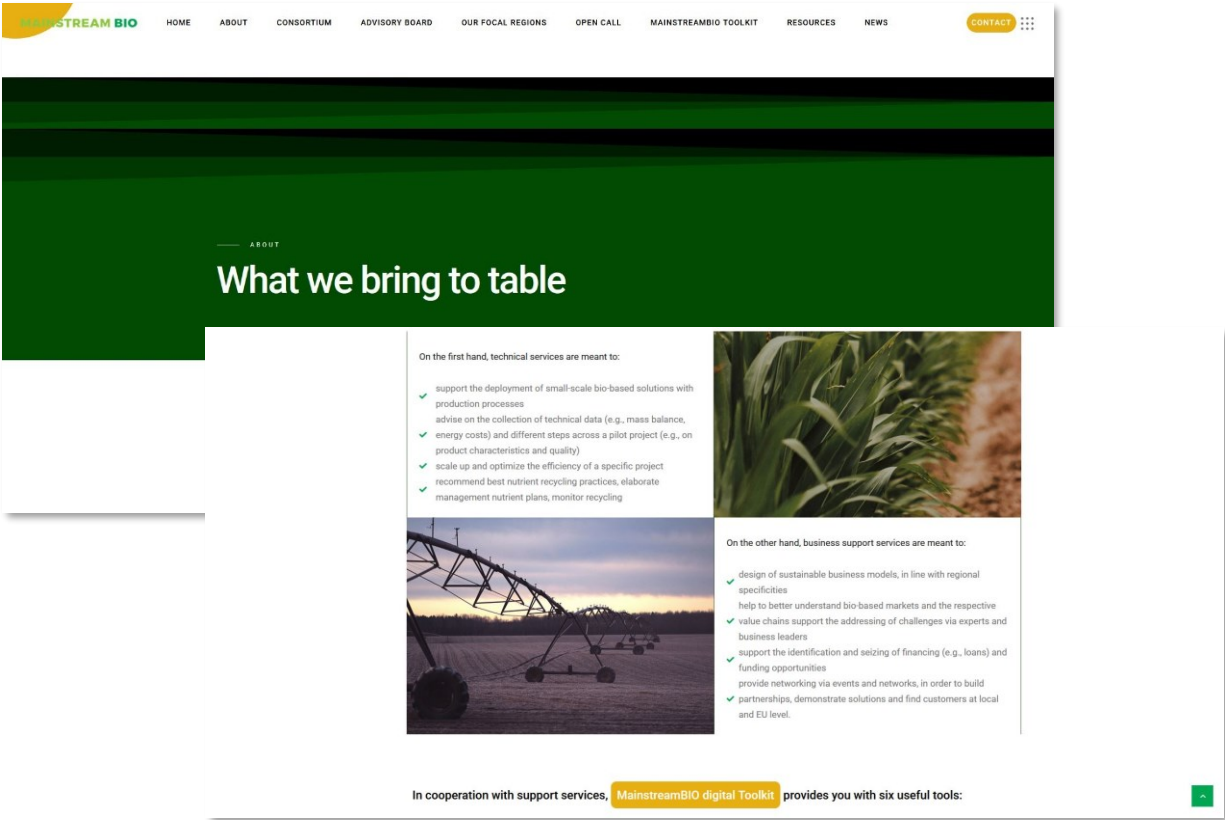 MAINSTREAM BIO
HOME ABOUT CONSORTIUM ADVISORY BOARD OUR FOCAL REGIONS OPEN CALL MAINSTREAMBIO TOOLKIT RESOURCES NEWS CONTACT
ABOUT
What we bring to table
On the first hand, technical services are meant to:
support the deployment of small-scale bio-based solutions with
production processes
advise on the collection of technical data (e.g., mass balance,
energy costs) and different steps across a pilot project (e.g., on
product characteristics and quality)
scale up and optimize the efficiency of a specific project
recommend best nutrient recycling practices, elaborate
management nutrient plans, monitor recycling
On the other hand, business support services are meant to:
design of sustainable business models, in line with regional
specificities
help to better understand bio-based markets and the respective
value chains support the addressing of challenges via experts and
business leaders
support the identification and seizing of financing (e.g., loans) and
funding opportunities
provide networking via events and networks, in order to build
partnerships, demonstrate solutions and find customers at local
and EU level.
In cooperation with support services, MainstreamBIO digital Toolkit provides you with six useful tools: